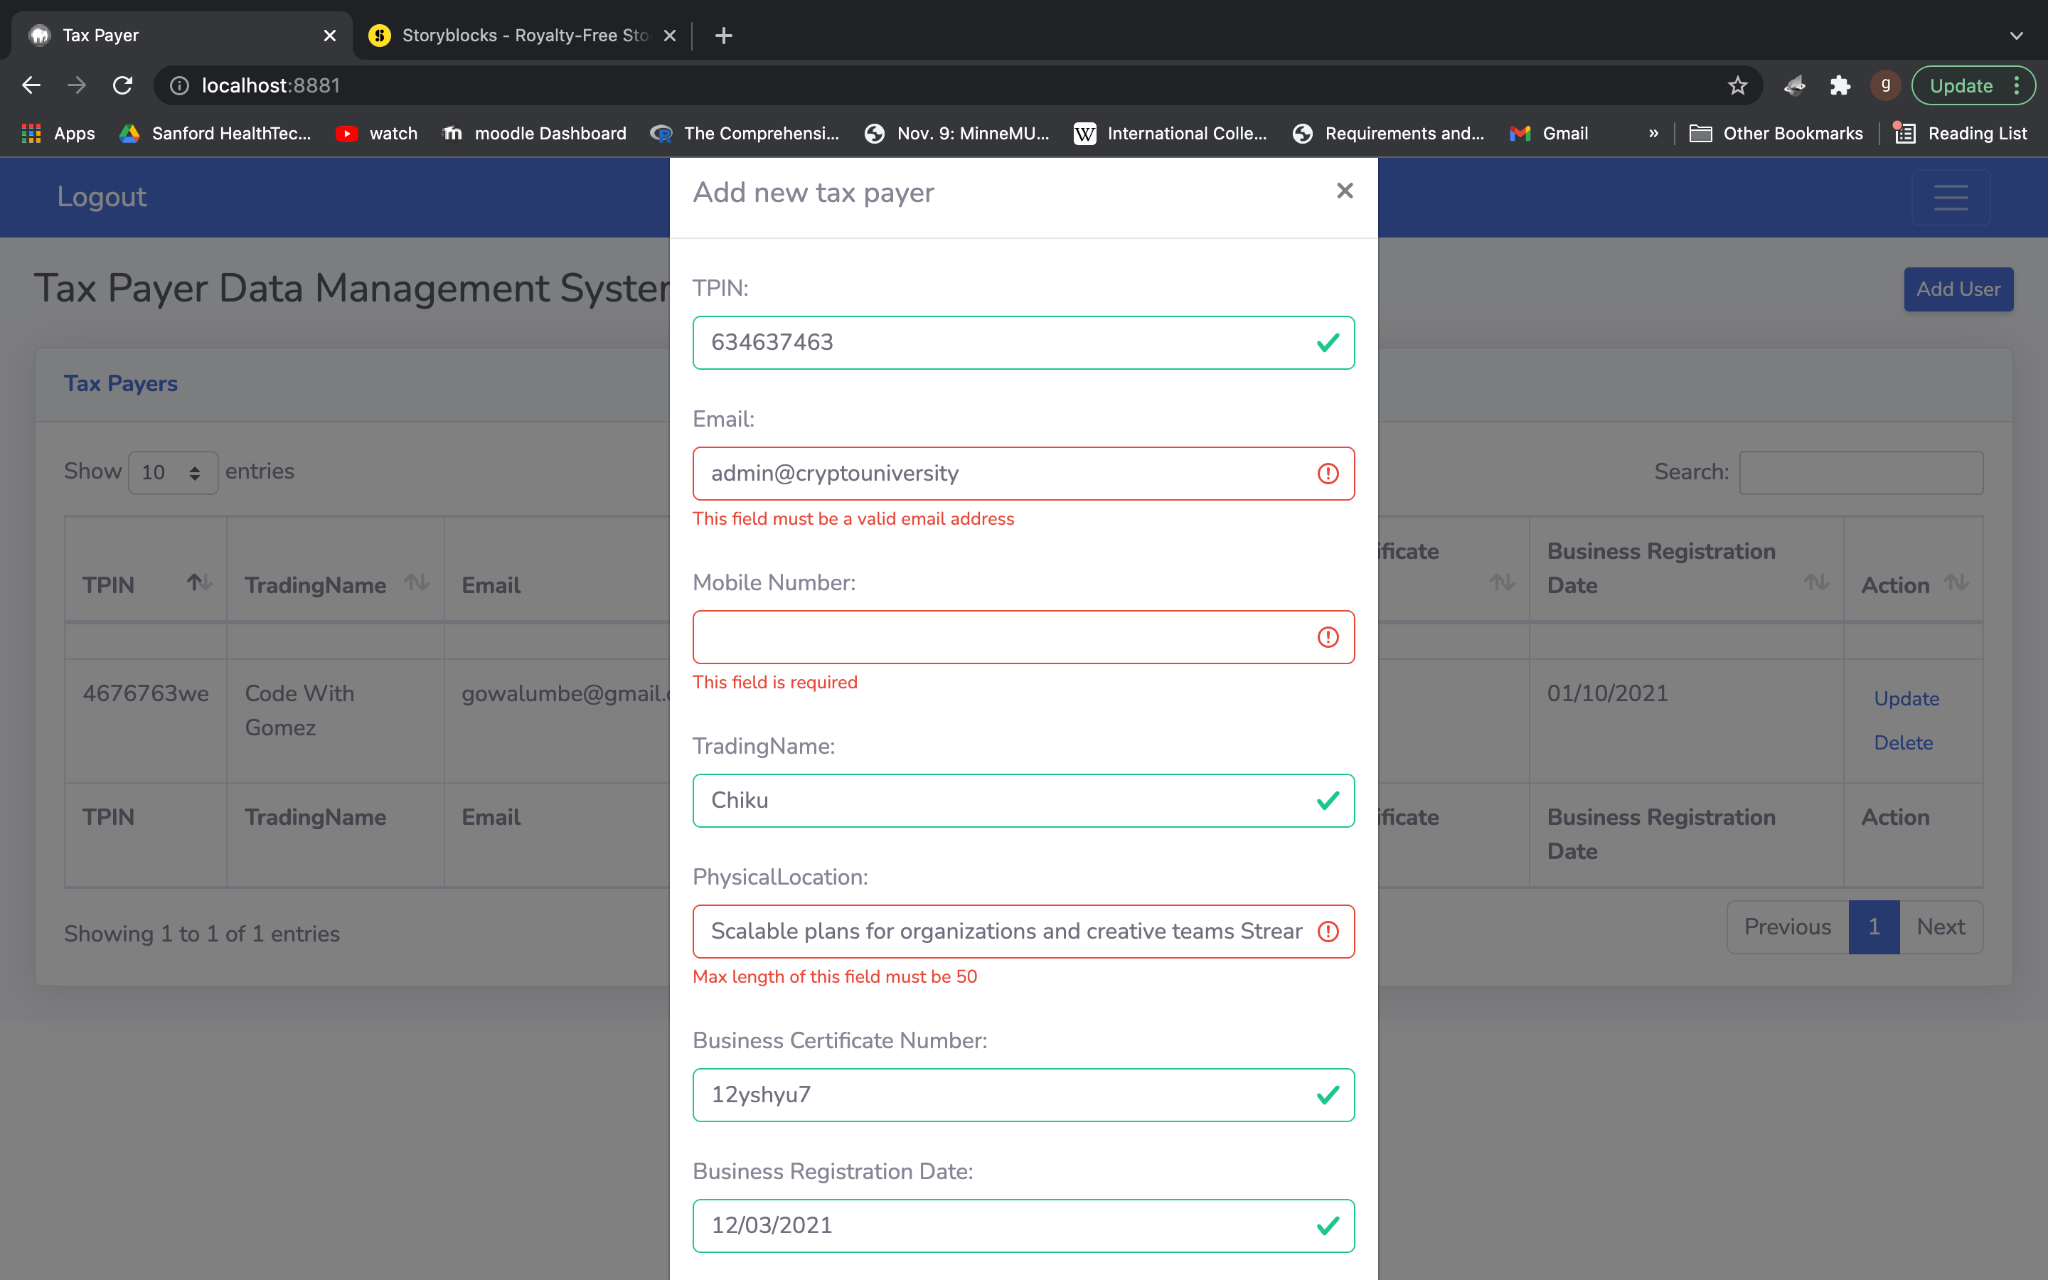 Tax Payer
Storyblocks - Royalty-Free Sto
localhost:8881
g
Update
Apps
Sanford HealthTec...
watch
moodle Dashboard
The Comprehensi...
Nov. 9: MinneMU...
International Colle...
Requirements and...
Gmail
»
Other Bookmarks
Reading List
Logout
Add new tax payer
Tax Payer Data Management System
Add User
Tax Payers
Show 10 entries
Search:
TPIN
TradingName
Email
ificate
Business Registration
Date
Action
4676763we
Code With
Gomez
gowalumbe@gmail.c
01/10/2021
Update
Delete
TPIN
TradingName
Email
ificate
Business Registration
Date
Action
Showing 1 to 1 of 1 entries
Previous
1
Next
TPIN:
634637463
Email:
admin@cryptouniversity
This field must be a valid email address
Mobile Number:
This field is required
TradingName:
Chiku
PhysicalLocation:
Scalable plans for organizations and creative teams Strear
Max length of this field must be 50
Business Certificate Number:
12yshyu7
Business Registration Date:
12/03/2021